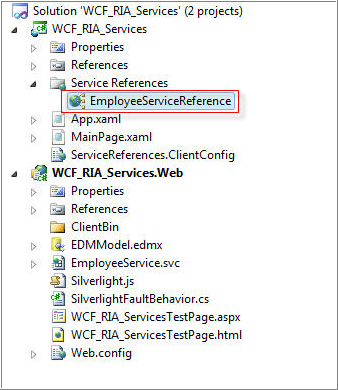 Solution 'WCF_RIA_Services' (2 projects)
WCF_RIA_Services
Properties
References
Service References
EmployeeServiceReference
App.xaml
MainPage.xaml
ServiceReferences.ClientConfig
WCF_RIA_Services.Web
Properties
References
ClientBin
EDMModel.edmx
EmployeeService.svc
Silverlight.js
SilverlightFaultBehavior.cs
WCF_RIA_ServicesTestPage.aspx
WCF_RIA_ServicesTestPage.html
Web.config